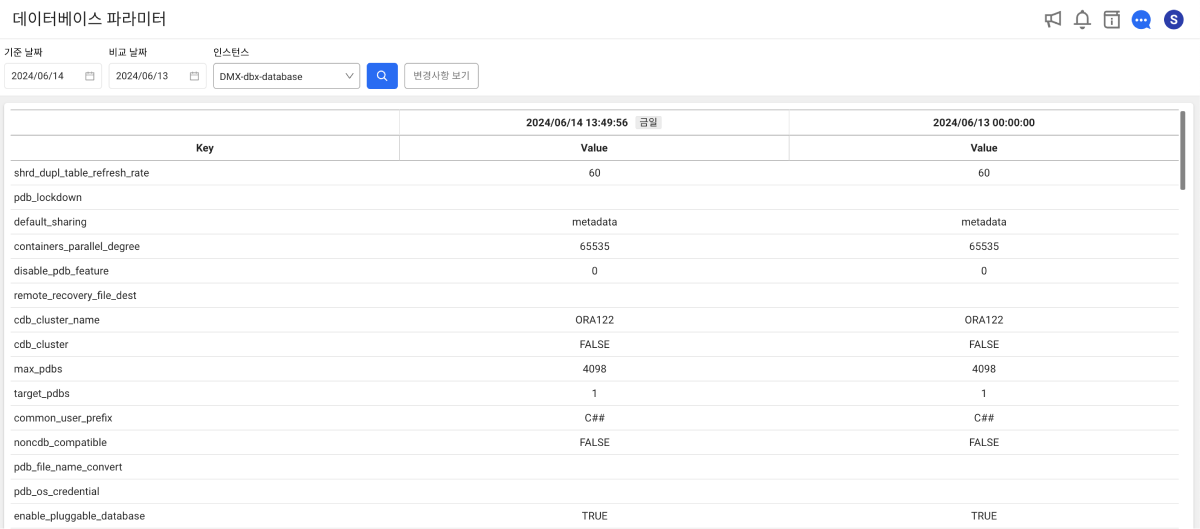 데이터베이스 파라미터
S
기준 날짜 비교 날짜 인스턴스
2024/06/14 2024/06/13 DMX-dbx-database 변경사항 보기
2024/06/14 13:49:56 금일 2024/06/13 00:00:00
Key Value Value
shrd_dupl_table_refresh_rate 60 60
pdb_lockdown
default_sharing metadata metadata
containers_parallel_degree 65535 65535
disable_pdb_feature 0 0
remote_recovery_file_dest
cdb_cluster_name ORA122 ORA122
cdb_cluster FALSE FALSE
max_pdbs 4098 4098
target_pdbs 1 1
common_user_prefix C## C##
noncdb_compatible FALSE FALSE
pdb_file_name_convert
pdb_os_credential
enable_pluggable_database TRUE TRUE